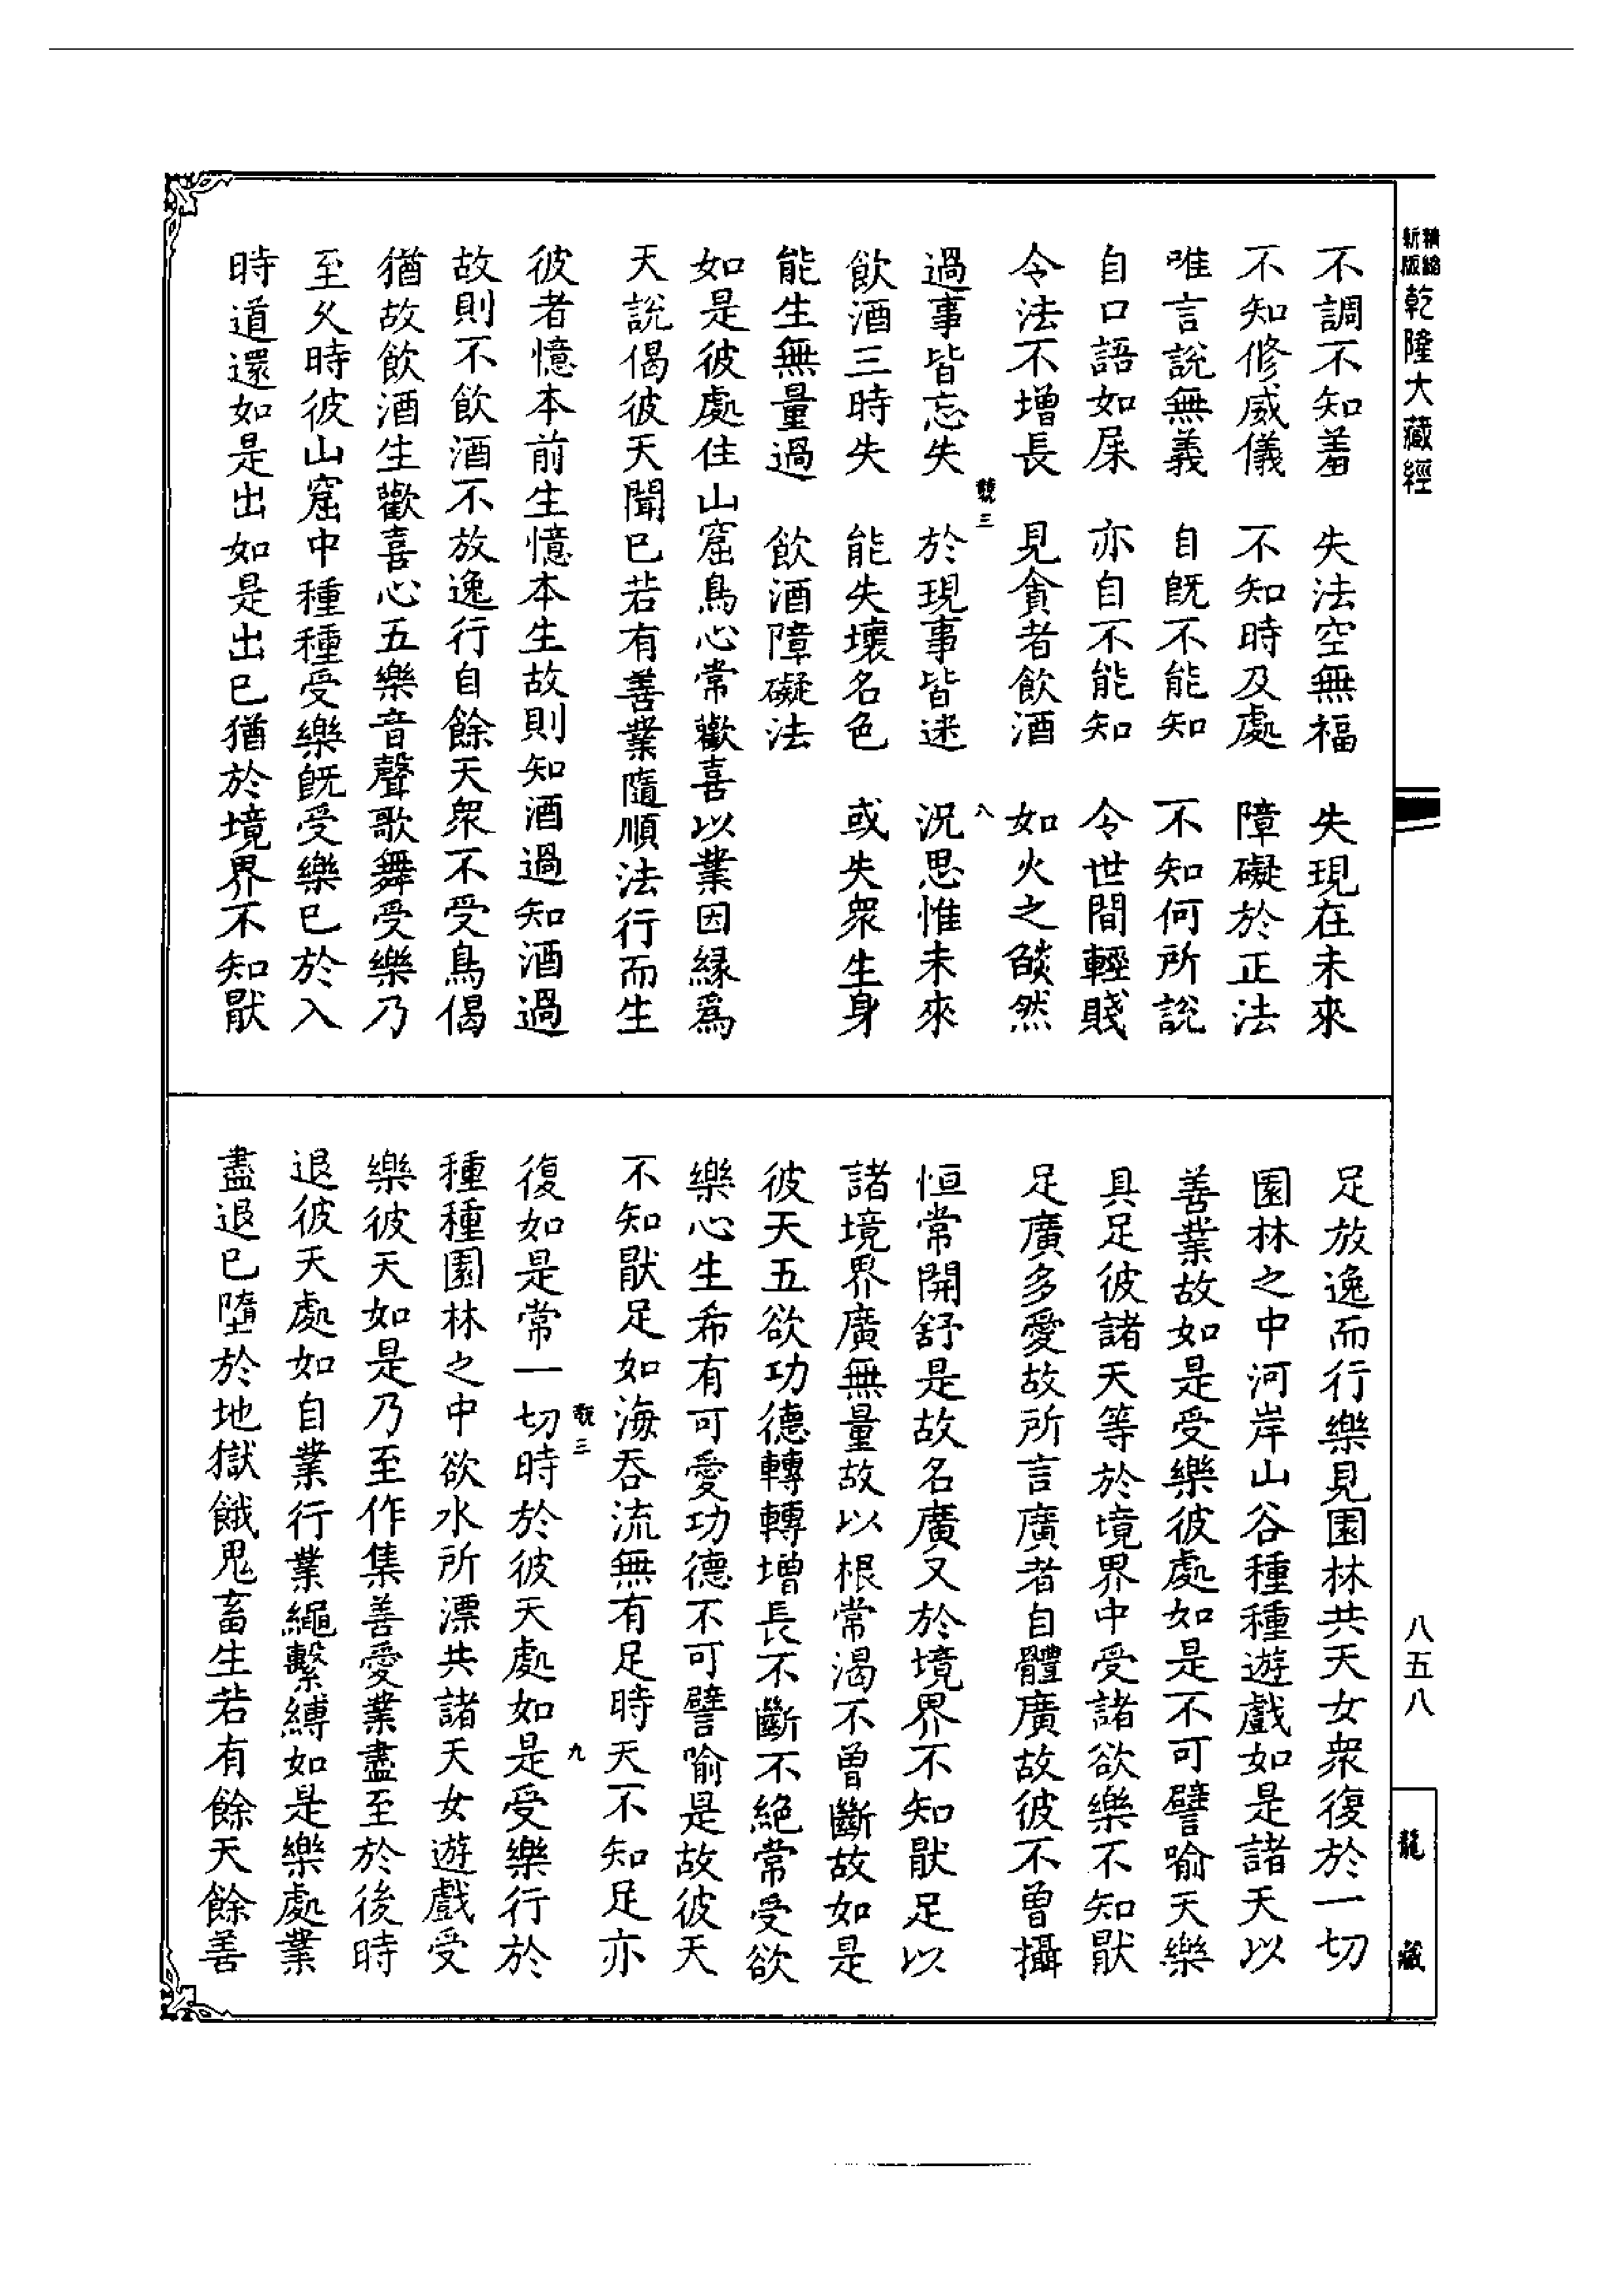 精縮新版乾隆大藏經
不調不知羞　失法空無福　失現在未來
不知修威儀　不知時及處　障礙於正法
唯言說無義　自旣不能知　不知何所說
自口語如屎　亦自不能知　令世間輕賤
令法不增長　見貪者飲酒　如火之𦦨然
號三　八
過事皆忘失　於現事皆迷　況思惟未來
飲酒三時失　能失壞名色　或失衆生身
能生無量過　飲酒障礙法
如是彼處住山窟鳥心常歡喜以業因緣爲
天說偈彼天聞巳若有善業隨順法行而生
彼者憶本前生憶本生故則知酒過知酒過
故則不飲酒不放逸行自餘天衆不受鳥偈
猶故飲酒生歡喜心五樂音聲歌舞受樂乃
至久時彼山窟中種種受樂旣受樂巳於入
時道還如是出如是出巳猶於境界不知猒
足放逸而行樂見園林共天女衆復於一切
園林之中河岸山谷種種遊戲如是諸天以
善業故如是受樂彼處如是不可譬喻天樂
具足彼諸天等於境界中受諸欲樂不知猒
足廣多愛故所言廣者自體廣故彼不曾攝
恒常開舒是故名廣又於境界不知猒足以
諸境界廣無量故以根常渴不曾斷故如是
彼天五欲功德轉轉增長不斷不絕常受欲
樂心生希有可愛功德不可譬喻是故彼天
不知猒足如海吞流無有足時天不知足亦
號三　九
復如是常一切時於彼天處如是受樂行於
種種園林之中欲水所漂共諸天女遊戲受
樂彼天如是乃至作集善愛業盡至於後時
退彼天處如自業行業繩繫縛如是樂處業
盡退巳墮於地獄餓鬼畜生若有餘天餘善
八五八
龍藏